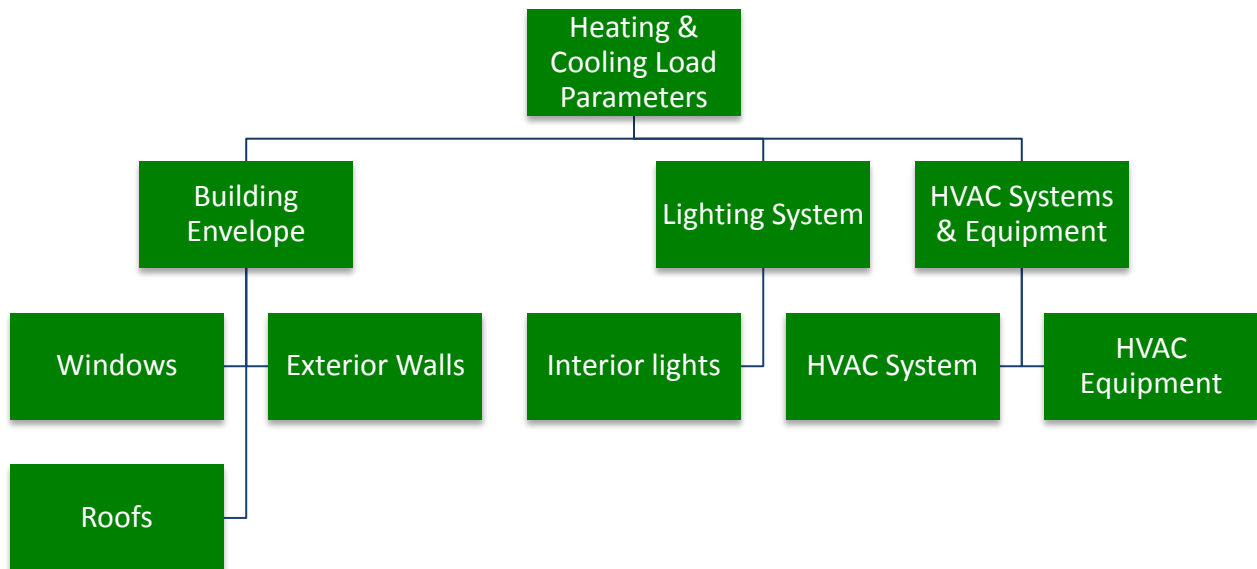 Heating &
Cooling Load
Parameters
Building
Envelope
Lighting System
HVAC Systems
& Equipment
Windows
Exterior Walls
Interior lights
HVAC System
HVAC
Equipment
Roofs